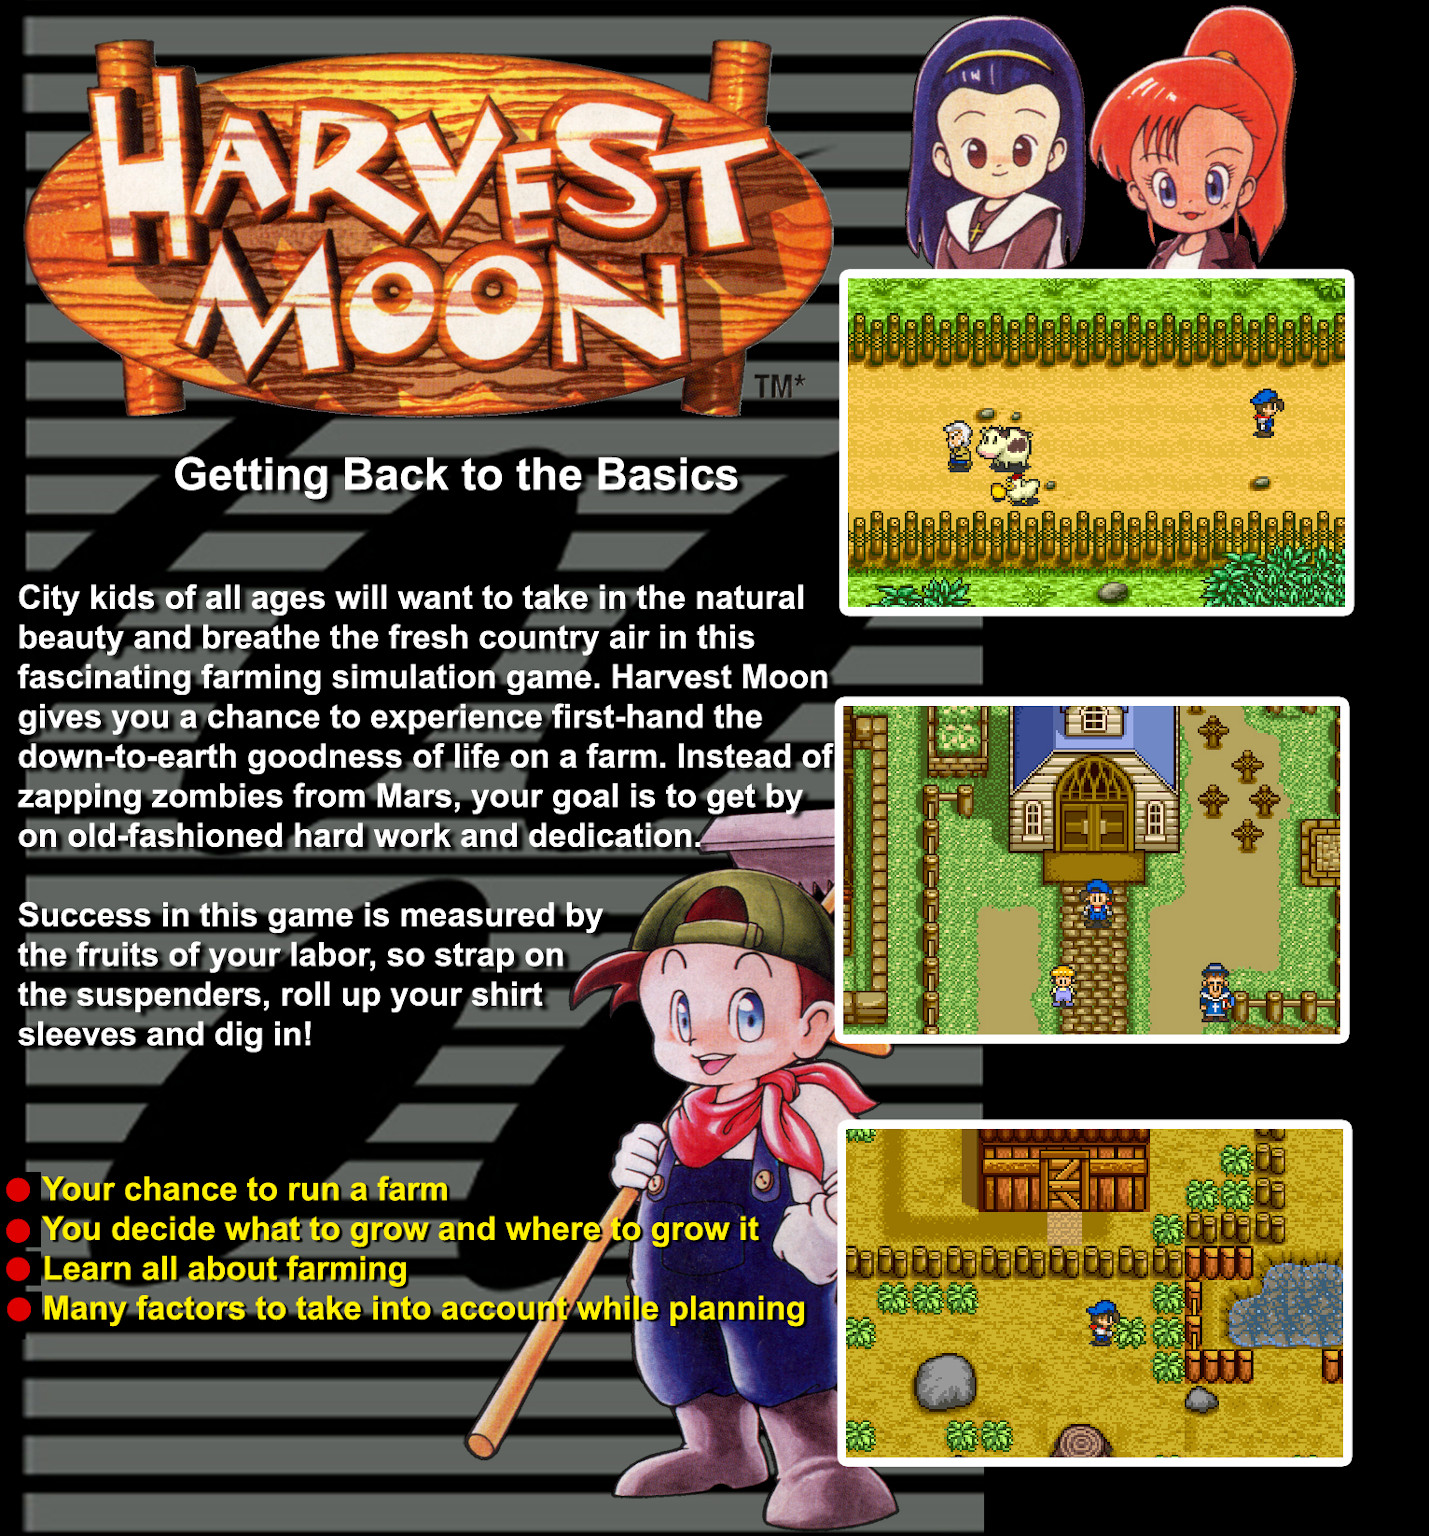 HARVEST
MOON
TM*
Getting Back to the Basics
City kids of all ages will want to take in the natural
beauty and breathe the fresh country air in this
fascinating farming simulation game. Harvest Moon
gives you a chance to experience first-hand the
down-to-earth goodness of life on a farm. Instead of
zapping zombies from Mars, your goal is to get by
on old-fashioned hard work and dedication.
Success in this game is measured by
the fruits of your labor, so strap on
the suspenders, roll up your shirt
sleeves and dig in!
Your chance to run a farm
You decide what to grow and where to grow it
Learn all about farming
Many factors to take into account while planning